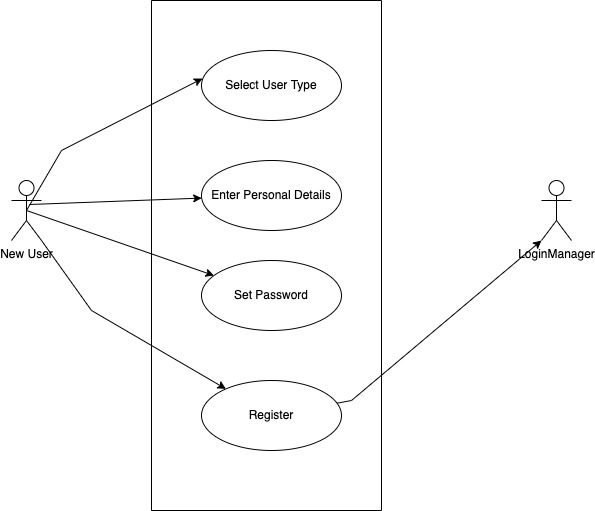 Select User Type
Enter Personal Details
New User
LoginManager
Set Password
Register